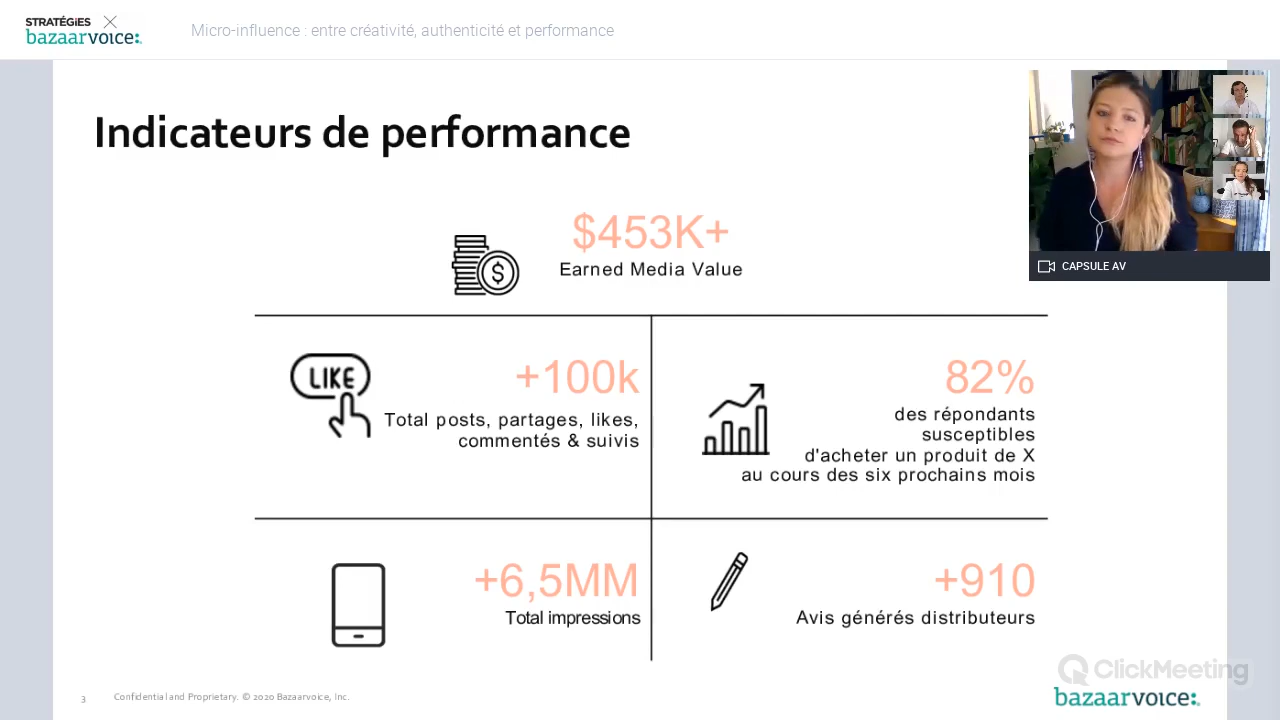 STRATÉGIES
bazaarvoice:
Micro-influence : entre créativité, authenticité et performance
Indicateurs de performance
CAPSULE AV
$453K+
Earned Media Value
LIKE
+100k
Total posts, partages, likes,
commentés & suivis
82%
des répondants
susceptibles
d'acheter un produit de X
au cours des six prochains mois
+6,5MM
Total impressions
+910
Avis générés distributeurs
ClickMeeting
3
Confidential and Proprietary. © 2020 Bazaarvoice, Inc.
bazaarvoice: